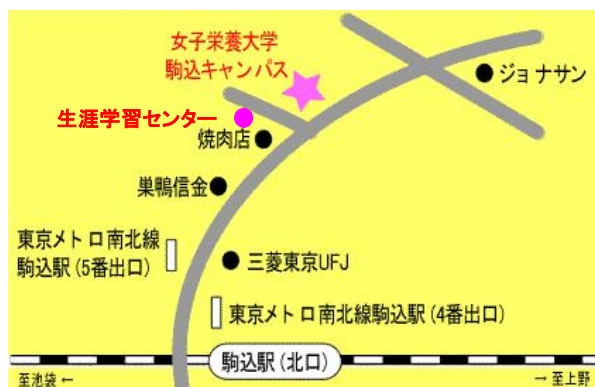 女子栄養大学
駒込キャンパス
ジョナサン
生涯学習センター
焼肉店
巣鴨信金
東京メトロ南北線
駒込駅(5番出口)
三菱東京UFJ
東京メトロ南北線駒込駅(4番出口)
駒込駅(北口)
至池袋 ←
→ 至上野